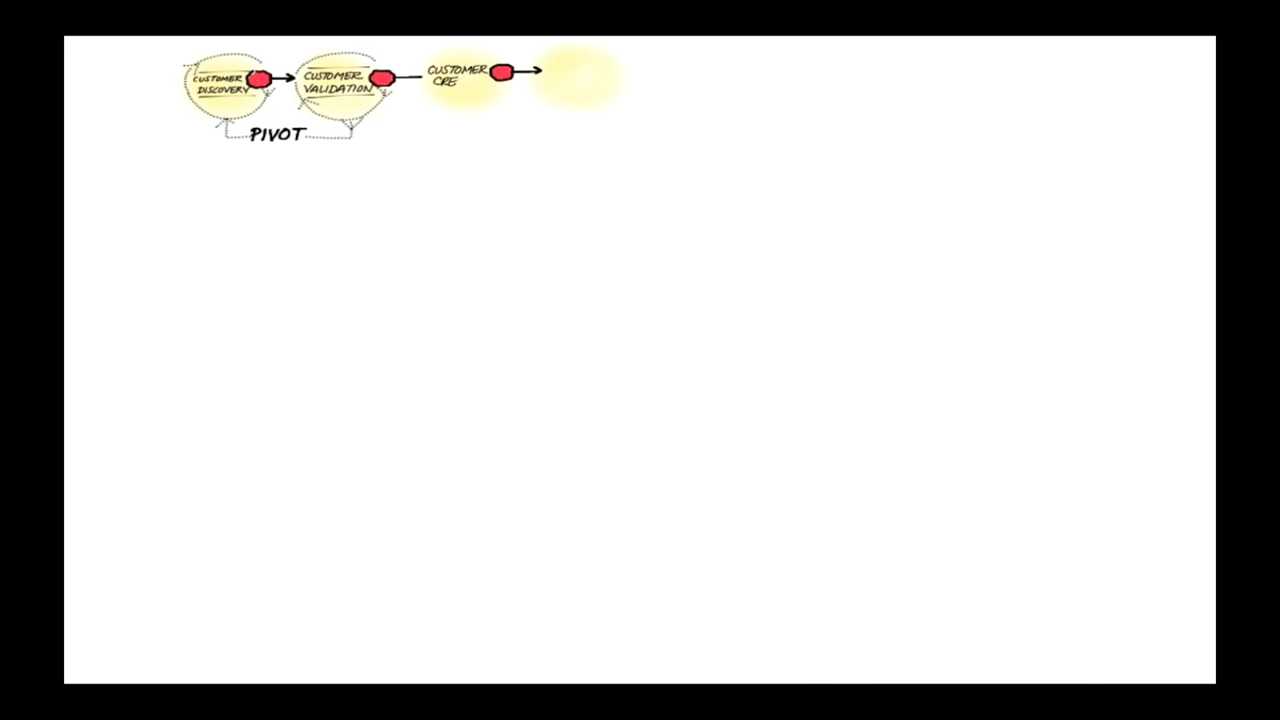 CUSTOMER
DISCOVERY
CUSTOMER
VALIDATION
CUSTOMER
CRE
PIVOT